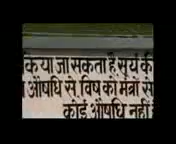 क या जा सकता है, सूर्य की
औषधि से, विष का मंत्रों स
कोई औषधि नहीं है